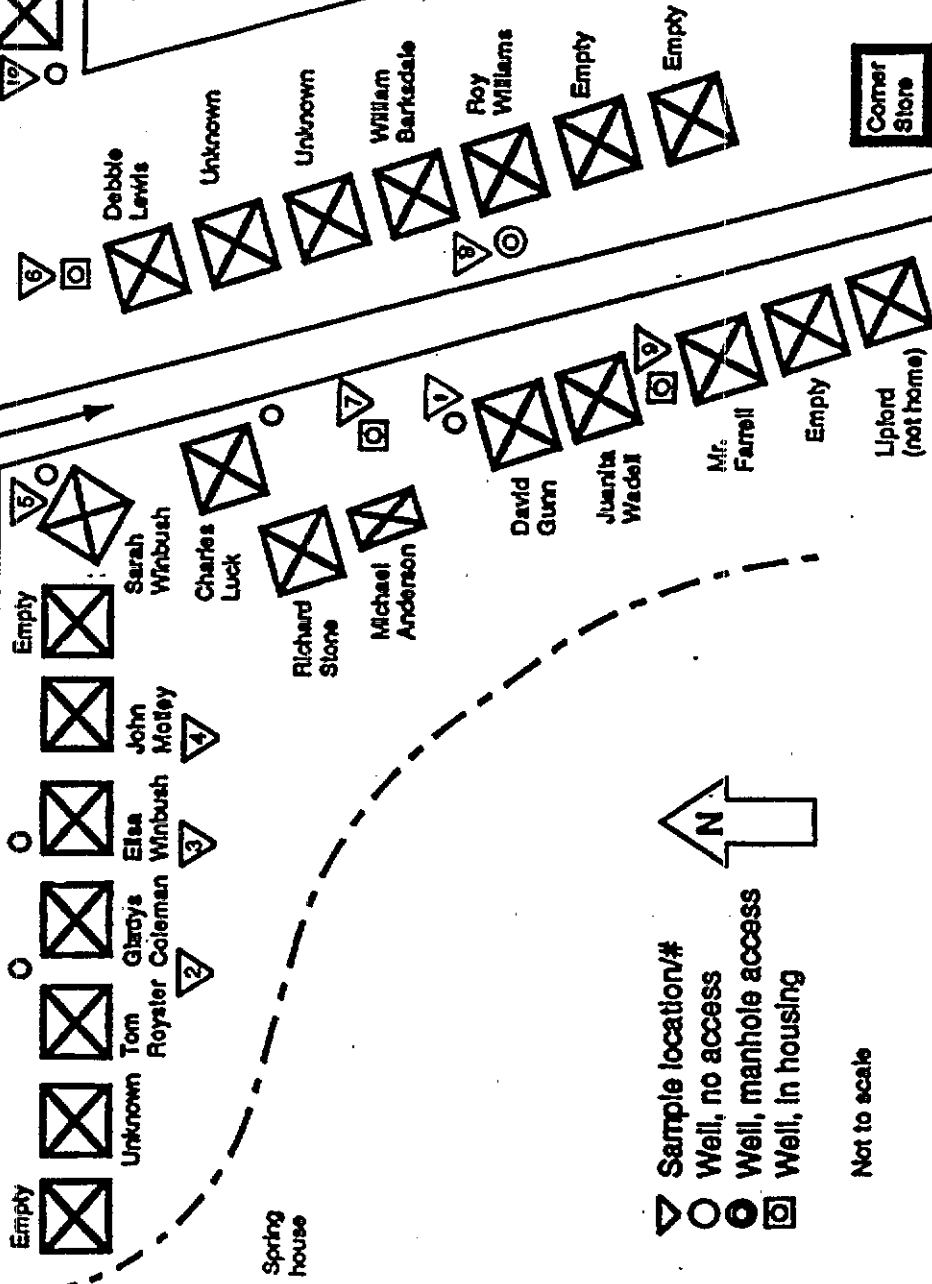 Empty
Empty
6
10
5
Unknown
Tom
Royster
Gladys
Coleman
Elsa
Winbush
John
Motley
Sarah
Winbush
Debbie
Lewis
2
3
4
Charles
Luck
Unknown
Spring
house
Richard
Stone
Unknown
Michael
Anderson
7
William
Barksdale
1
8
Roy
Williams
David
Gunn
Empty
Juanita
Wadell
9
Empty
Mr.
Farrell
Empty
Lipford
(not home)
Corner
Store
N
Sample location/#
Well, no access
Well, manhole access
Well, in housing
Not to scale